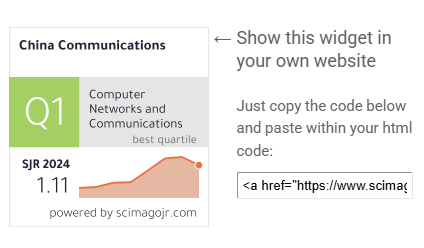 China Communications
Q1
Computer
Networks and
Communications
best quartile
SJR 2024
1.11
powered by scimagojr.com
← Show this widget in
your own website
Just copy the code below
and paste within your html
code:
<a href="https://www.scimag